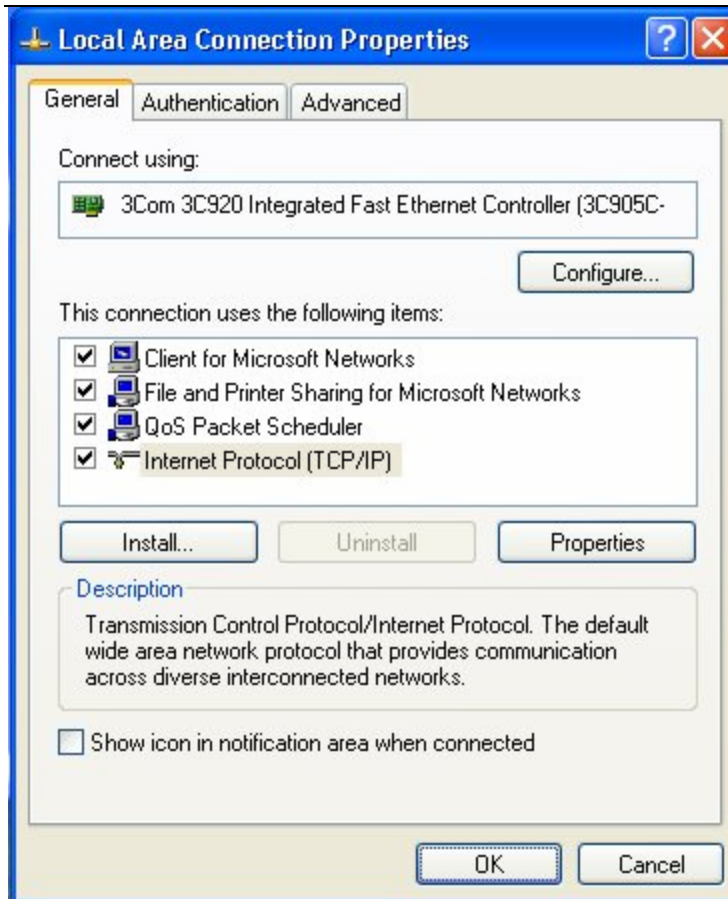 Local Area Connection Properties
General Authentication Advanced
Connect using:
3Com 3C920 Integrated Fast Ethernet Controller (3C905C-
Configure...
This connection uses the following items:
Client for Microsoft Networks
File and Printer Sharing for Microsoft Networks
QoS Packet Scheduler
Internet Protocol (TCP/IP)
Install... Uninstall Properties
Description
Transmission Control Protocol/Internet Protocol. The default
wide area network protocol that provides communication
across diverse interconnected networks.
Show icon in notification area when connected
OK Cancel